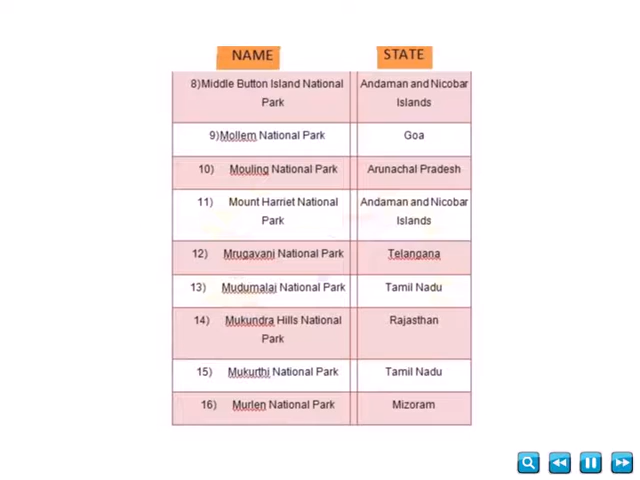 NAME STATE
8)Middle Button Island National Andaman and Nicobar
Park Islands
9)Mollem National Park Goa
10) Mouling National Park Arunachal Pradesh
11) Mount Harriet National Andaman and Nicobar
Park Islands
12) Mrugavani National Park Telangana
13) Mudumalai National Park Tamil Nadu
14) Mukundra Hills National Rajasthan
Park
15) Mukurthi National Park Tamil Nadu
16) Murlen National Park Mizoram